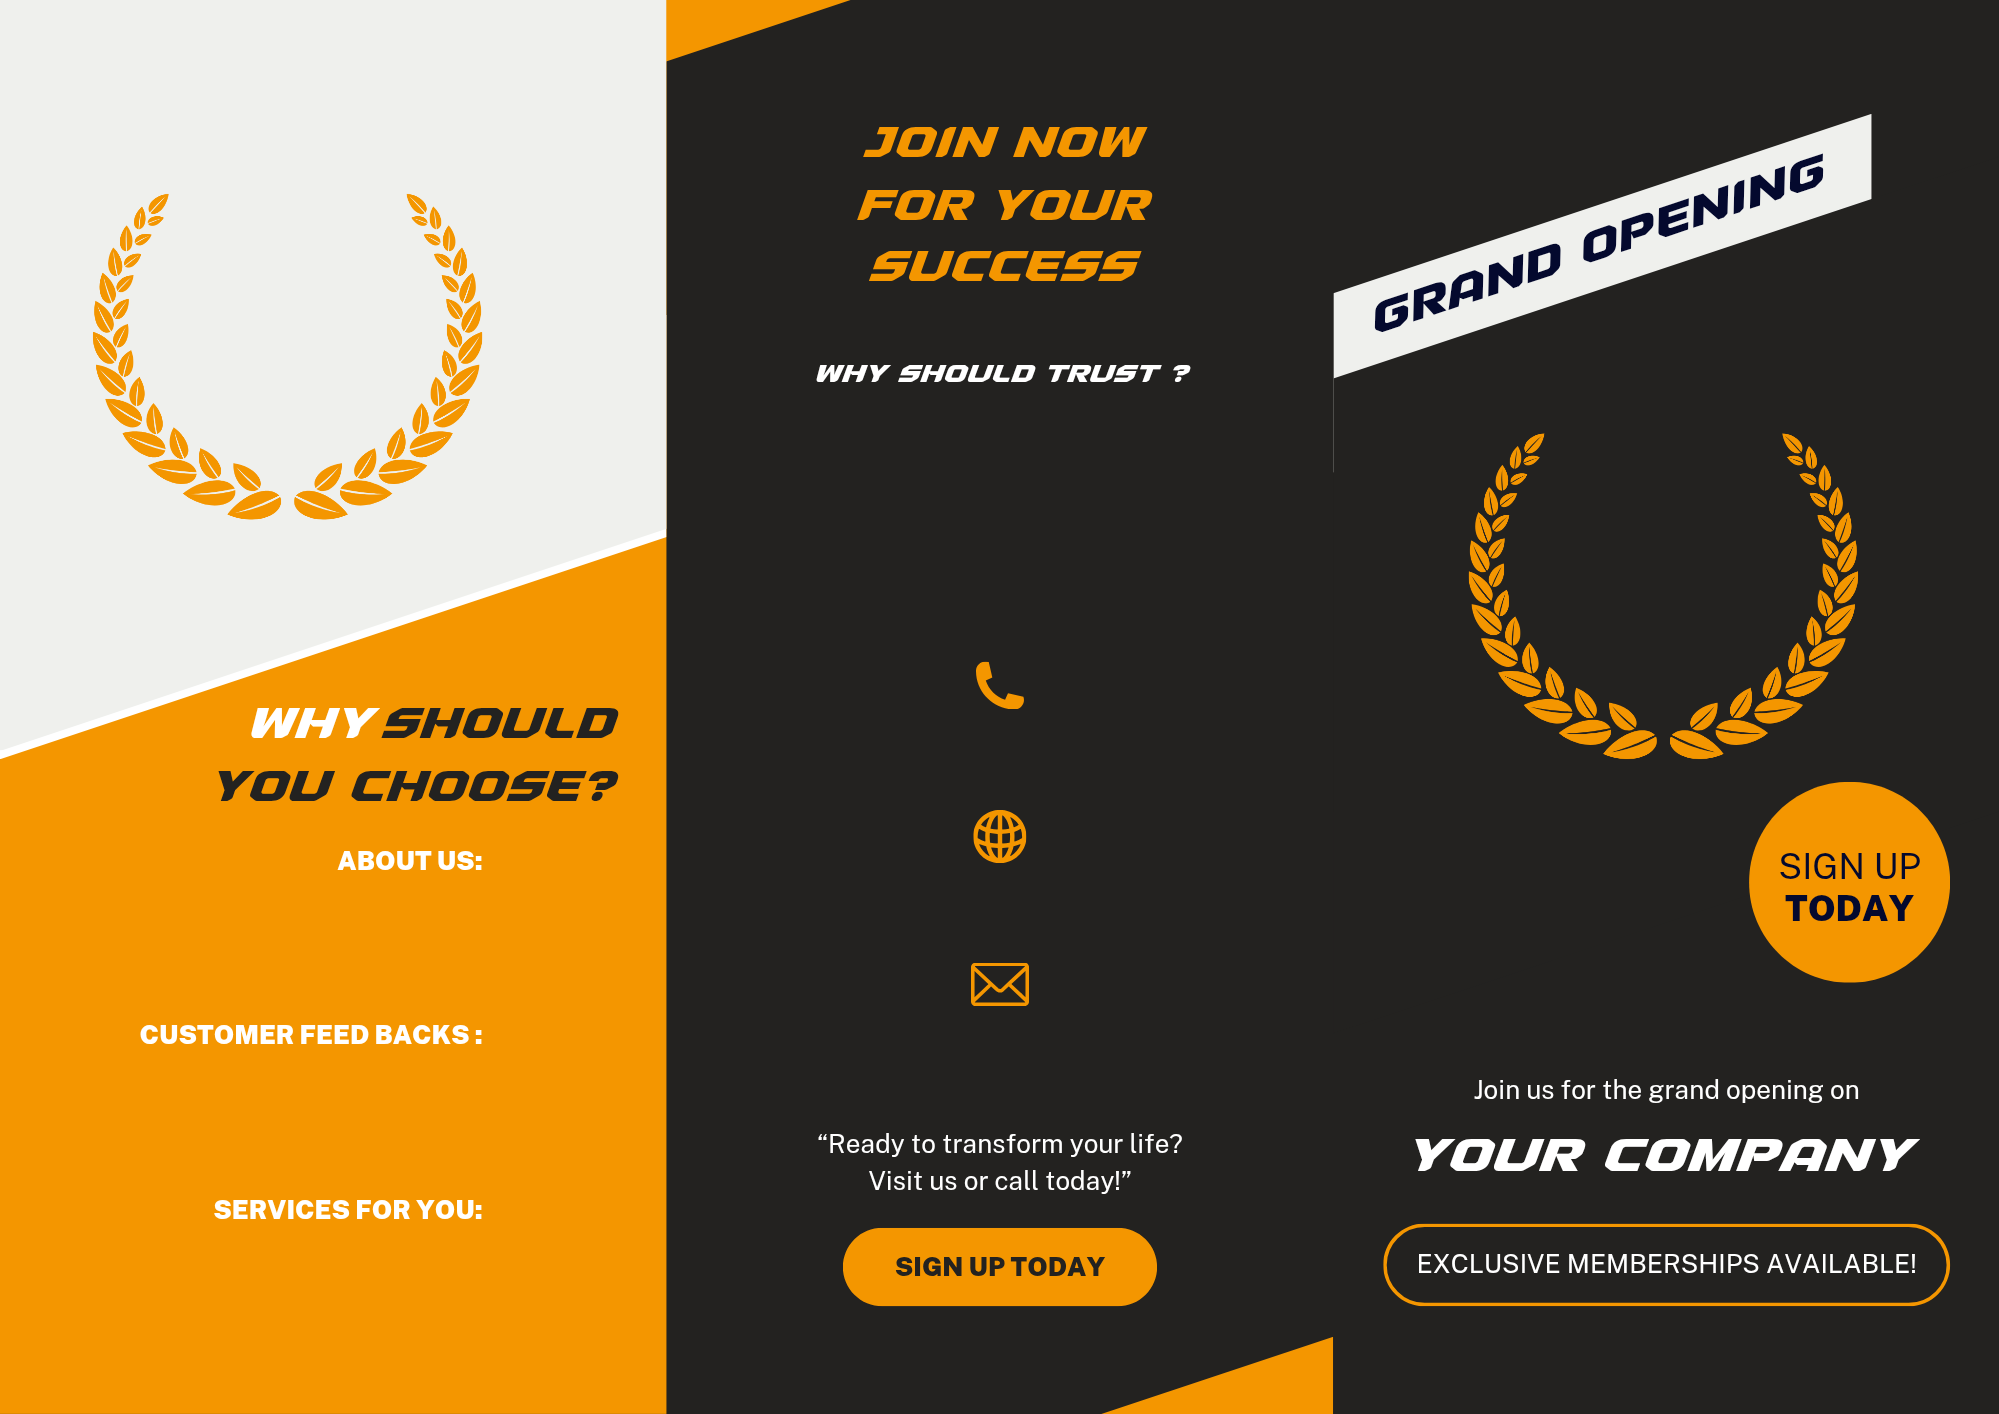 WHY SHOULD
YOU CHOOSE?
ABOUT US:
CUSTOMER FEED BACKS :
SERVICES FOR YOU:
JOIN NOW
FOR YOUR
SUCCESS
WHY SHOULD TRUST ?
“Ready to transform your life?
Visit us or call today!”
SIGN UP TODAY
GRAND OPENING
SIGN UP
TODAY
Join us for the grand opening on
YOUR COMPANY
EXCLUSIVE MEMBERSHIPS AVAILABLE!